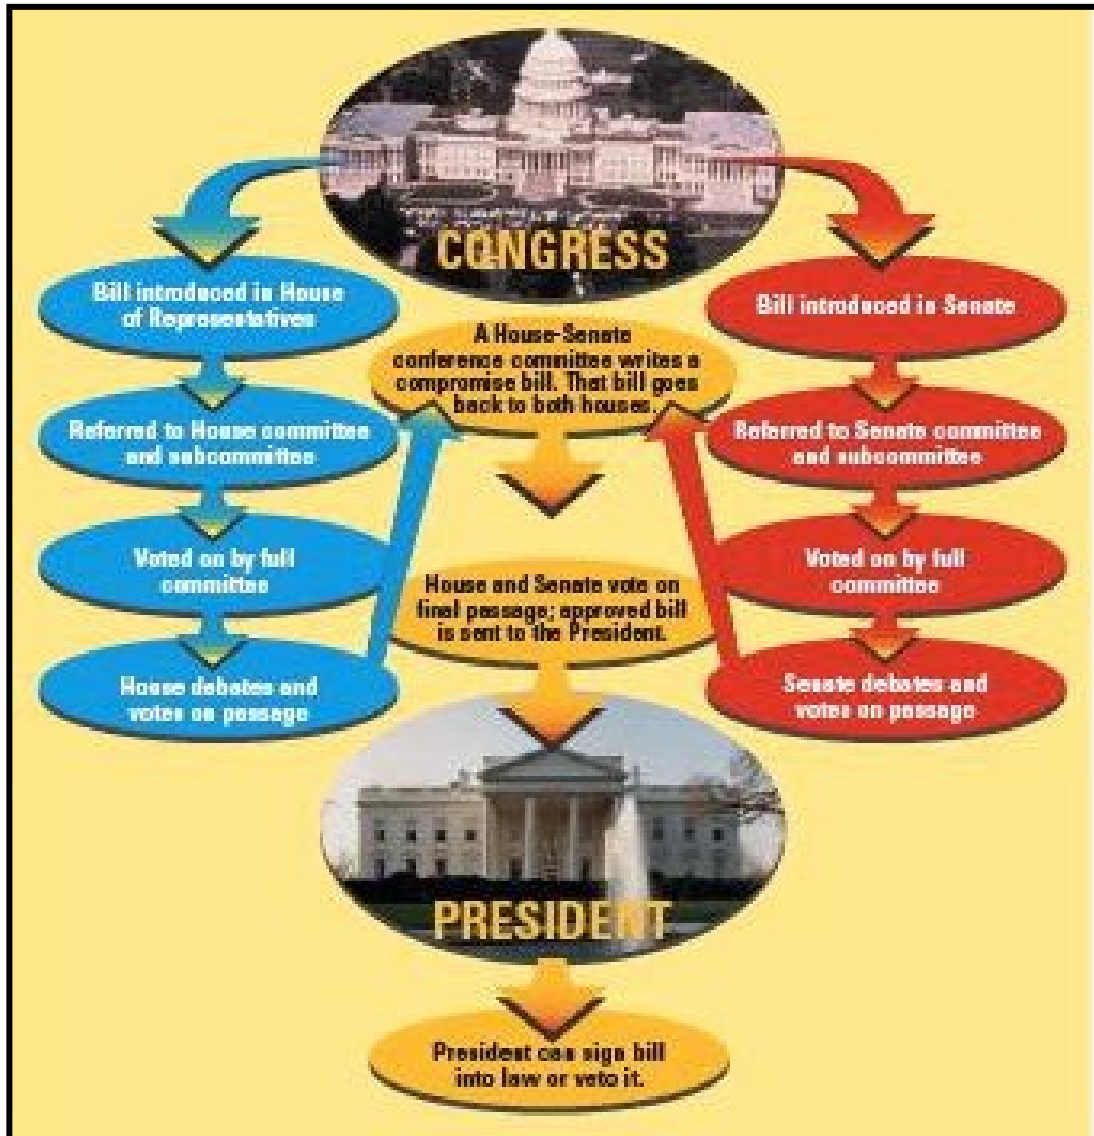 CONGRESS
Bill introduced in House
of Representatives
Referred to House committee
and subcommittee
Voted on by full
committee
House debates and
votes on passage
Bill introduced in Senate
Referred to Senate committee
and subcommittee
Voted on by full
committee
Senate debates and
votes on passage
A House-Senate
conference committee writes a
compromise bill. That bill goes
back to both houses.
House and Senate vote on
final passage; approved bill
is sent to the President.
PRESIDENT
President can sign bill
into law or veto it.